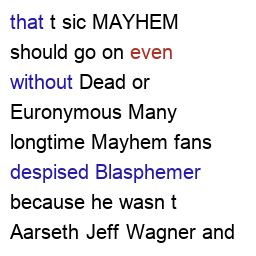 that t sic MAYHEM
should go on even
without Dead or
Euronymous Many
longtime Mayhem fans
despised Blasphemer
because he wasn t
Aarseth Jeff Wagner and